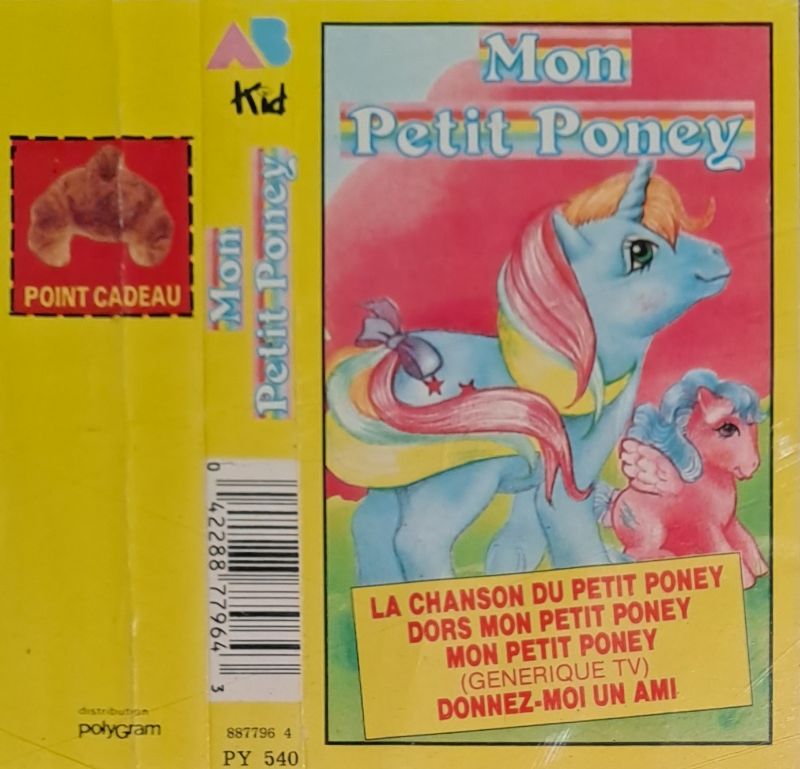 POINT CADEAU
distribution
polyGram
AB
Kid
Mon
Petit Poney
0 42288 77964 3
887796 4
PY 540
Mon
Petit Poney
LA CHANSON DU PETIT PONEY
DORS MON PETIT PONEY
MON PETIT PONEY
(GENERIQUE TV)
DONNEZ-MOI UN AMI